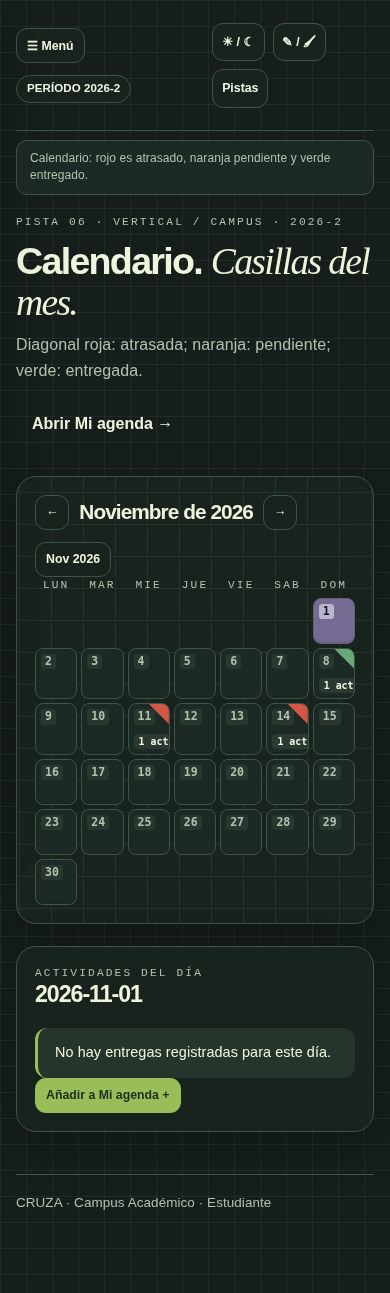 ☰ Menú
☀ / ☾
✎ / 🖌
PERÍODO 2026-2
Pistas
Calendario: rojo es atrasado, naranja pendiente y verde
entregado.
PISTA 06 · VERTICAL / CAMPUS · 2026-2
Calendario. Casillas del
mes.
Diagonal roja: atrasada; naranja: pendiente;
verde: entregada.
Abrir Mi agenda →
← Noviembre de 2026 →
Nov 2026
LUN MAR MIE JUE VIE SAB DOM
1
2 3 4 5 6 7 8
1 act
9 10 11 12 13 14 15
1 act 1 act
16 17 18 19 20 21 22
23 24 25 26 27 28 29
30
ACTIVIDADES DEL DÍA
2026-11-01
No hay entregas registradas para este día.
Añadir a Mi agenda +
CRUZA · Campus Académico · Estudiante